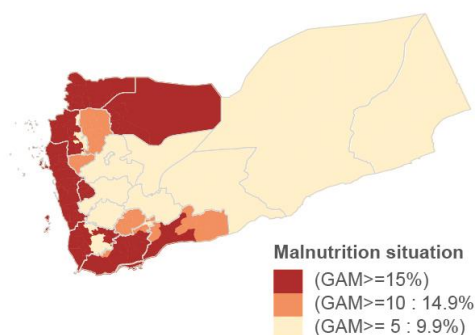 Malnutrition situation
(GAM>=15%)
(GAM>=10 : 14.9%
(GAM>= 5 : 9.9%)